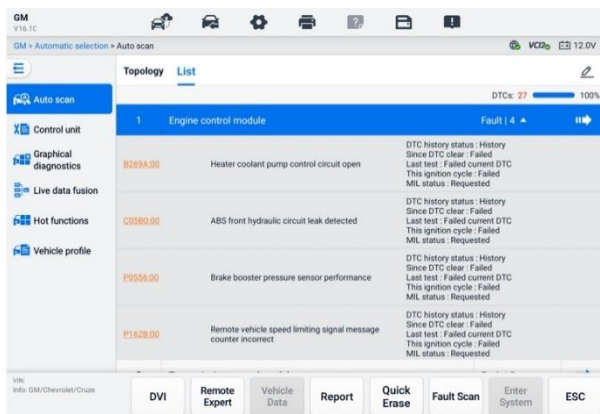 GM
V16.10
GM > Automatic selection > Auto scan
VCI2 12.0V
Topology List
DTCs: 27 100%
Auto scan
1 Engine control module Fault | 4
Control unit
Graphical
diagnostics
Live data fusion
Hot functions
Vehicle profile
B269A:00 Heater coolant pump control circuit open
DTC history status : History
Since DTC clear : Failed
Last test : Failed current DTC
This ignition cycle : Failed
MIL status : Requested
C0580:00 ABS front hydraulic circuit leak detected
DTC history status : History
Since DTC clear : Failed
Last test : Failed current DTC
This ignition cycle : Failed
MIL status : Requested
P0556:00 Brake booster pressure sensor performance
DTC history status : History
Since DTC clear : Failed
Last test : Failed current DTC
This ignition cycle : Failed
MIL status : Requested
P162B:00 Remote vehicle speed limiting signal message
counter incorrect
DTC history status : History
Since DTC clear : Failed
Last test : Failed current DTC
This ignition cycle : Failed
MIL status : Requested
VIN:
Info: GM/Chevrolet/Cruze
DVI
Remote
Expert
Vehicle
Data
Report
Quick
Erase
Fault Scan
Enter
System
ESC